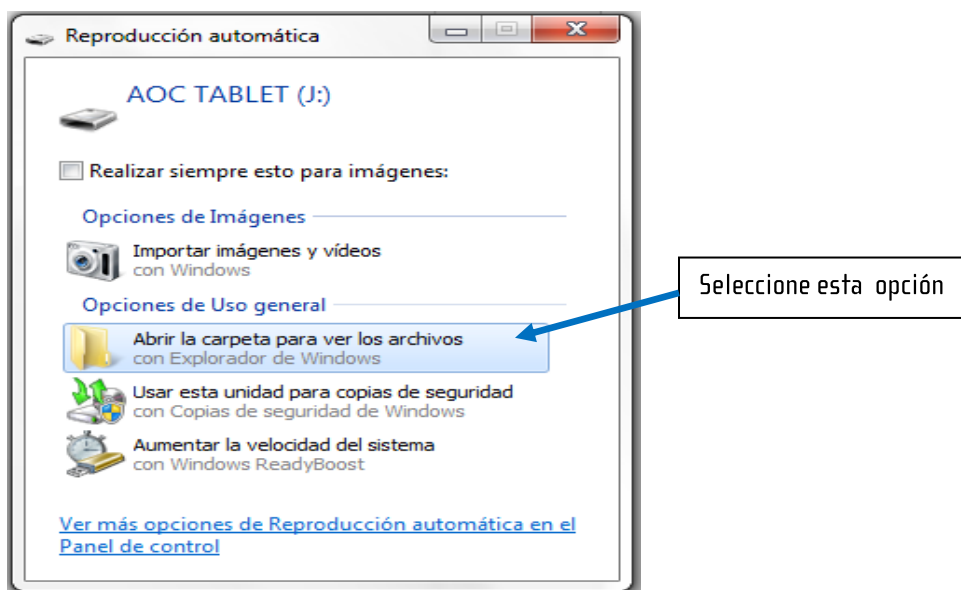 Reproducción automática
AOC TABLET (J:)
Realizar siempre esto para imágenes:
Opciones de Imágenes
Importar imágenes y vídeos
con Windows
Opciones de Uso general
Abrir la carpeta para ver los archivos
con Explorador de Windows
Usar esta unidad para copias de seguridad
con Copias de seguridad de Windows
Aumentar la velocidad del sistema
con Windows ReadyBoost
Ver más opciones de Reproducción automática en el
Panel de control
Seleccione esta opción